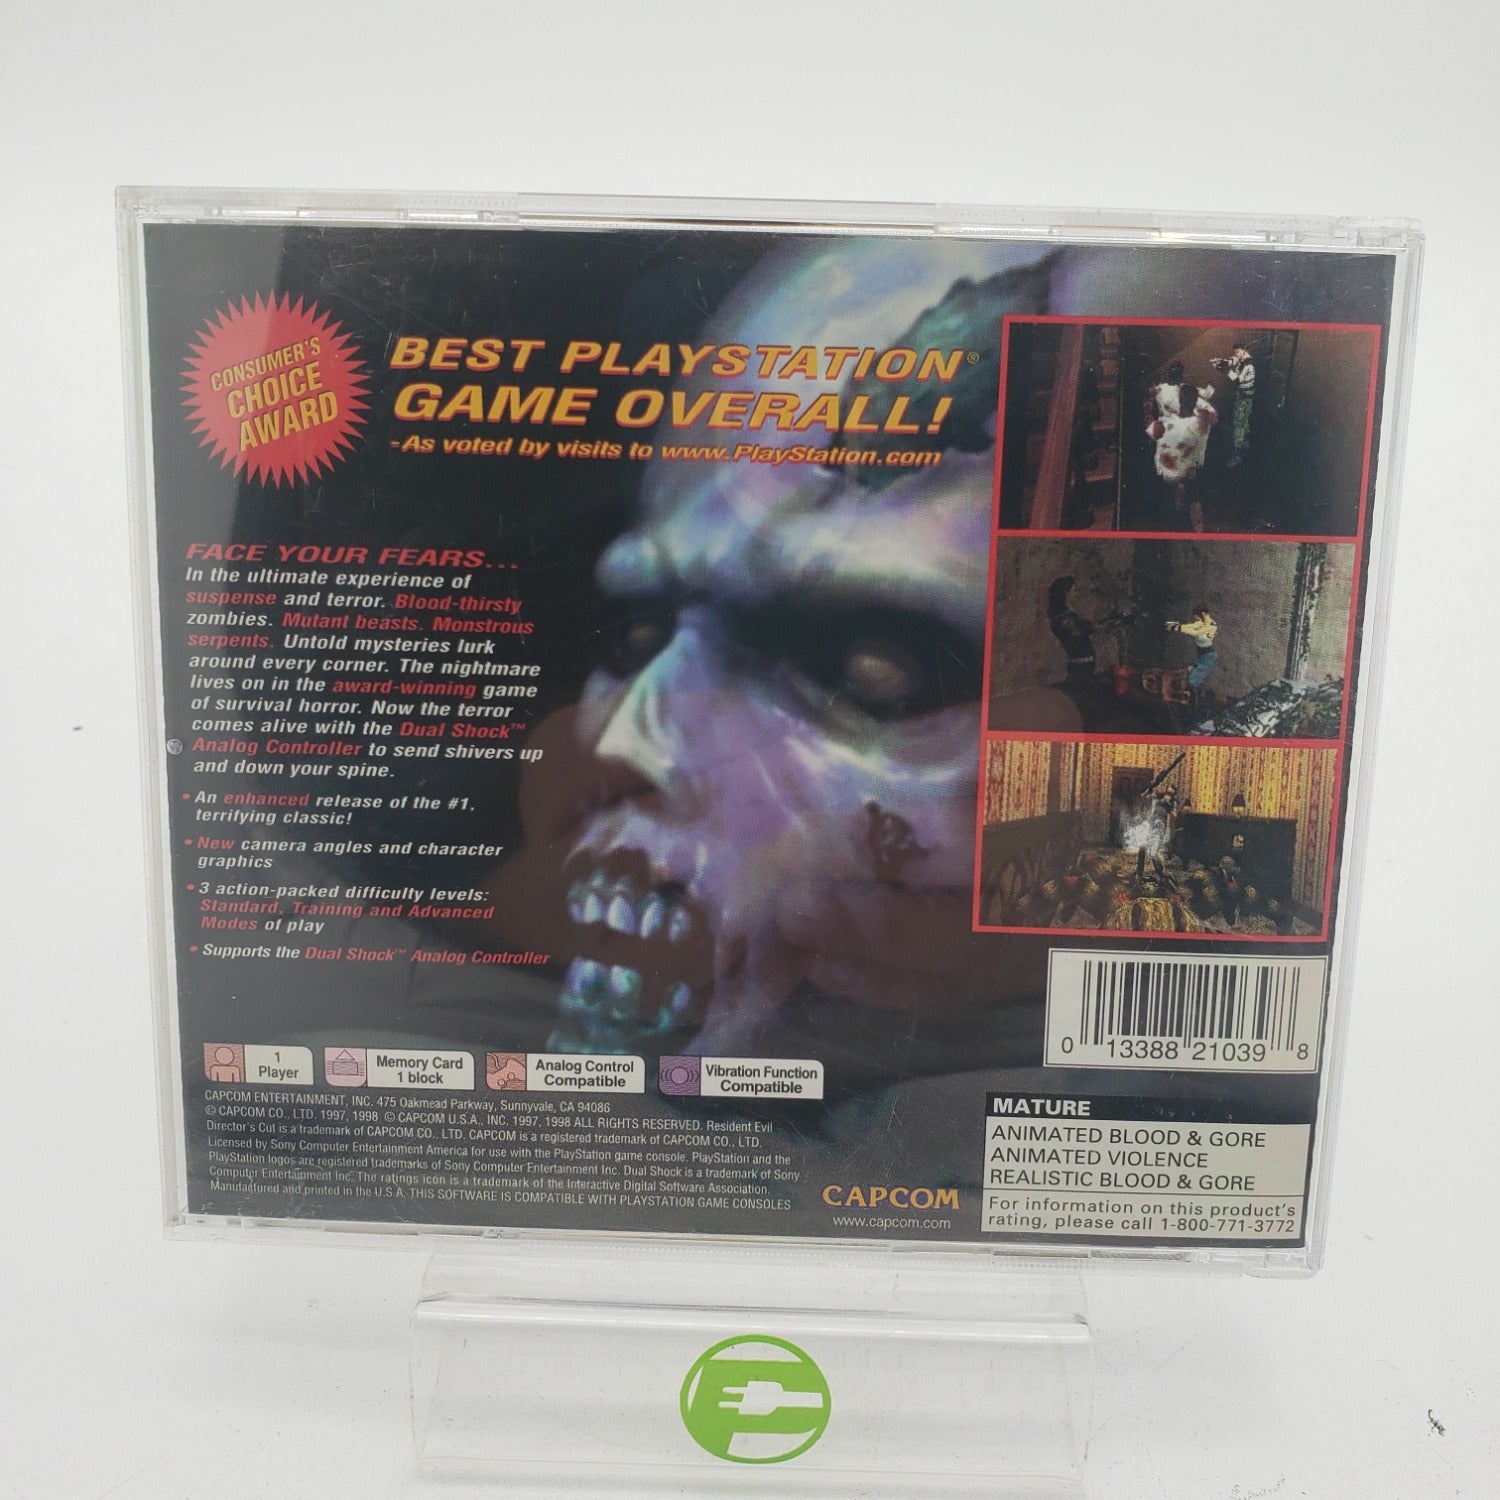 CONSUMER'S
CHOICE
AWARD
BEST PLAYSTATION®
GAME OVERALL!
-As voted by visits to www.PlayStation.com
FACE YOUR FEARS...
In the ultimate experience of
suspense and terror. Blood-thirsty
zombies. Mutant beasts. Monstrous
serpents. Untold mysteries lurk
around every corner. The nightmare
lives on in the award-winning game
of survival horror. Now the terror
comes alive with the Dual Shock™
Analog Controller to send shivers up
and down your spine.
• An enhanced release of the #1,
terrifying classic!
• New camera angles and character
graphics
• 3 action-packed difficulty levels:
Standard, Training and Advanced
Modes of play
• Supports the Dual Shock™ Analog Controller
1
Player
Memory Card
1 block
Analog Control
Compatible
Vibration Function
Compatible
CAPCOM ENTERTAINMENT, INC. 475 Oakmead Parkway, Sunnyvale, CA 94086
© CAPCOM CO., LTD. 1997, 1998 © CAPCOM U.S.A., INC. 1997, 1998 ALL RIGHTS RESERVED. Resident Evil
Director's Cut is a trademark of CAPCOM CO., LTD. CAPCOM is a registered trademark of CAPCOM CO., LTD.
Licensed by Sony Computer Entertainment America for use with the PlayStation game console. PlayStation and the
PlayStation logos are registered trademarks of Sony Computer Entertainment Inc. Dual Shock is a trademark of Sony
Computer Entertainment Inc. The ratings icon is a trademark of the Interactive Digital Software Association.
Manufactured and printed in the U.S.A. THIS SOFTWARE IS COMPATIBLE WITH PLAYSTATION GAME CONSOLES
CAPCOM
www.capcom.com
0 13388 21039 8
MATURE
ANIMATED BLOOD & GORE
ANIMATED VIOLENCE
REALISTIC BLOOD & GORE
For information on this product's
rating, please call 1-800-771-3772